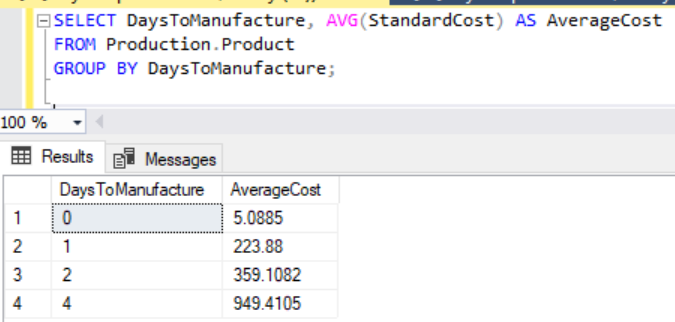 SELECT DaysToManufacture, AVG(StandardCost) AS AverageCost
FROM Production.Product
GROUP BY DaysToManufacture;
100 %
Results Messages
DaysToManufacture AverageCost
1 0 5.0885
2 1 223.88
3 2 359.1082
4 4 949.4105